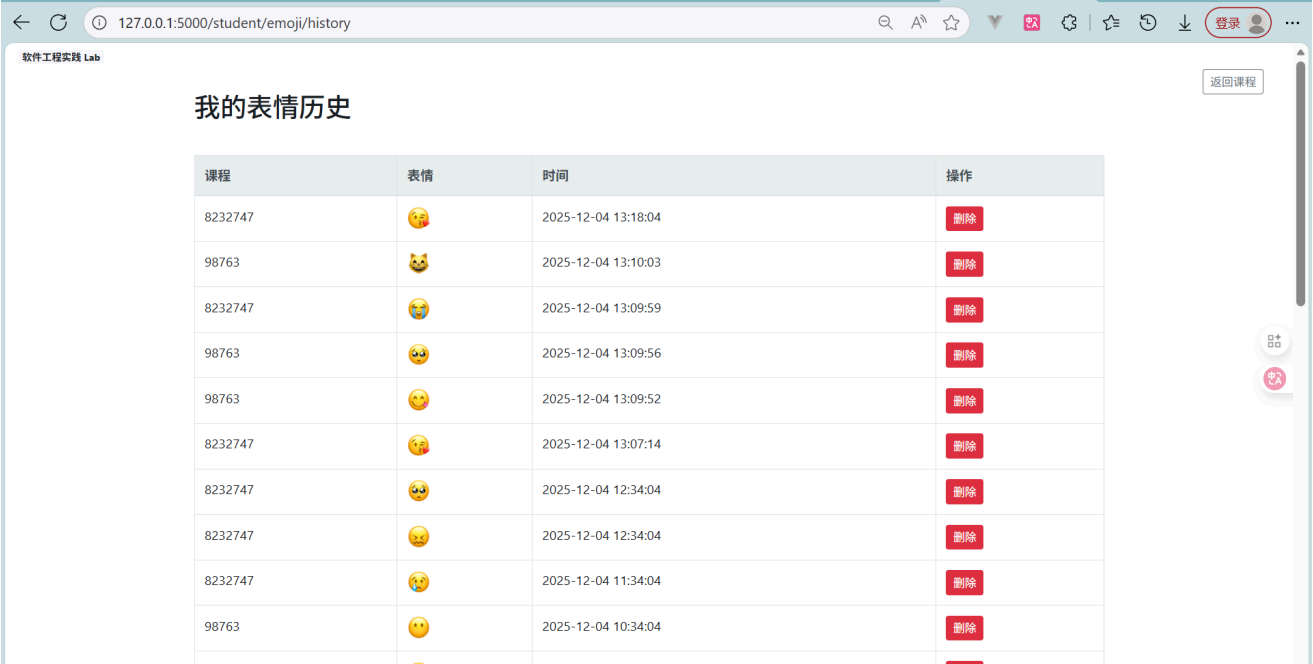 127.0.0.1:5000/student/emoji/history
登录
软件工程实践 Lab
返回课程
我的表情历史
课程 表情 时间 操作
8232747 😘 2025-12-04 13:18:04 删除
98763 😺 2025-12-04 13:10:03 删除
8232747 😭 2025-12-04 13:09:59 删除
98763 🥺 2025-12-04 13:09:56 删除
98763 😋 2025-12-04 13:09:52 删除
8232747 😘 2025-12-04 13:07:14 删除
8232747 🥺 2025-12-04 12:34:04 删除
8232747 😖 2025-12-04 12:34:04 删除
8232747 😢 2025-12-04 11:34:04 删除
98763 😶 2025-12-04 10:34:04 删除